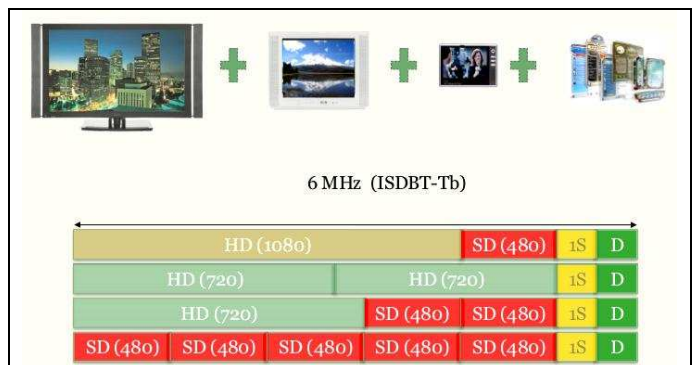 6 MHz (ISDBT-Tb)
HD (1080) SD (480) 1S D
HD (720) HD (720) 1S D
HD (720) SD (480) SD (480) 1S D
SD (480) SD (480) SD (480) SD (480) SD (480) 1S D